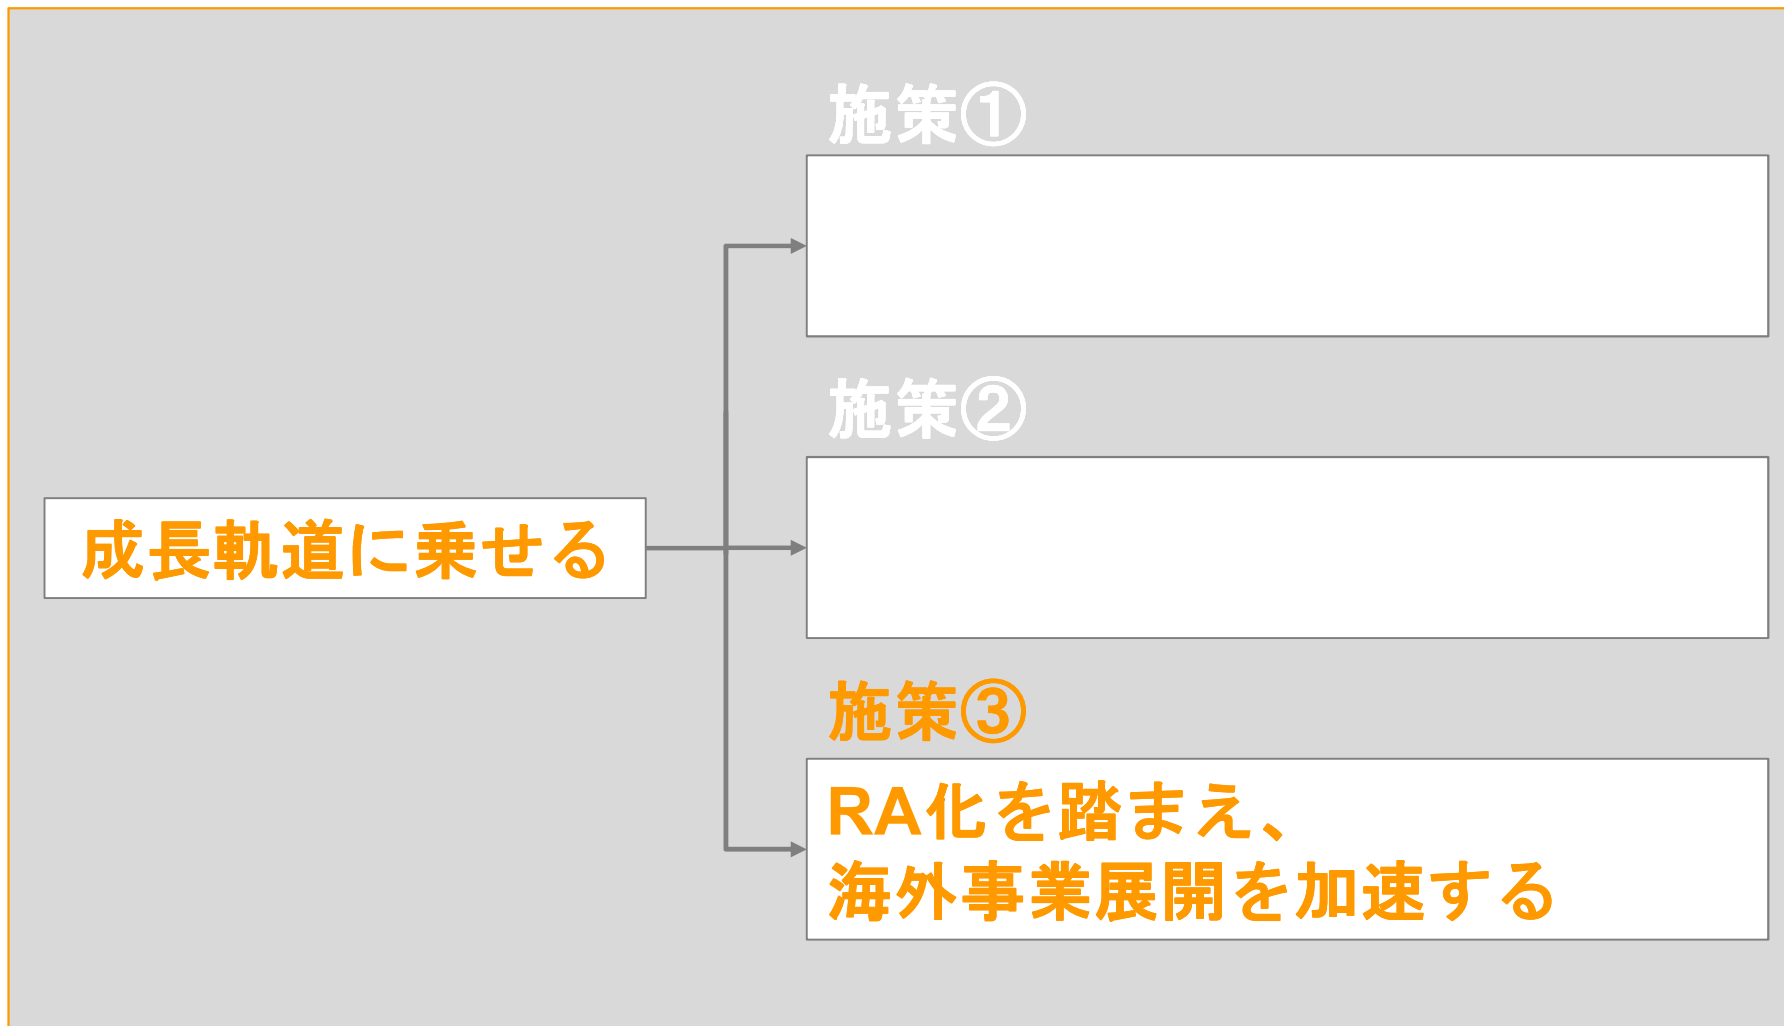 施策①
施策②
成長軌道に乗せる
施策③
RA化を踏まえ、
海外事業展開を加速する